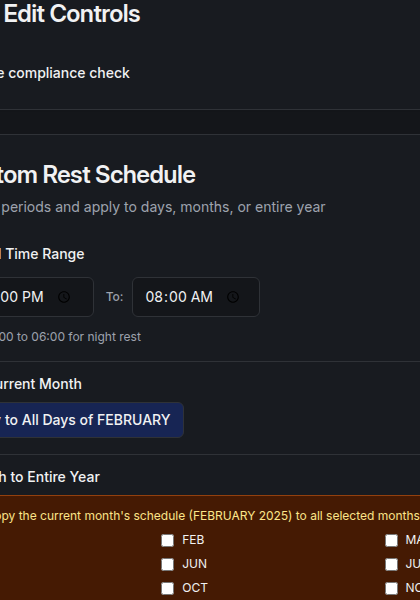 Edit Controls
e compliance check
tom Rest Schedule
periods and apply to days, months, or entire year
Time Range
00 PM To: 08:00 AM
00 to 06:00 for night rest
urrent Month
to All Days of FEBRUARY
h to Entire Year
opy the current month's schedule (FEBRUARY 2025) to all selected months
FEB MA
JUN JU
OCT NO